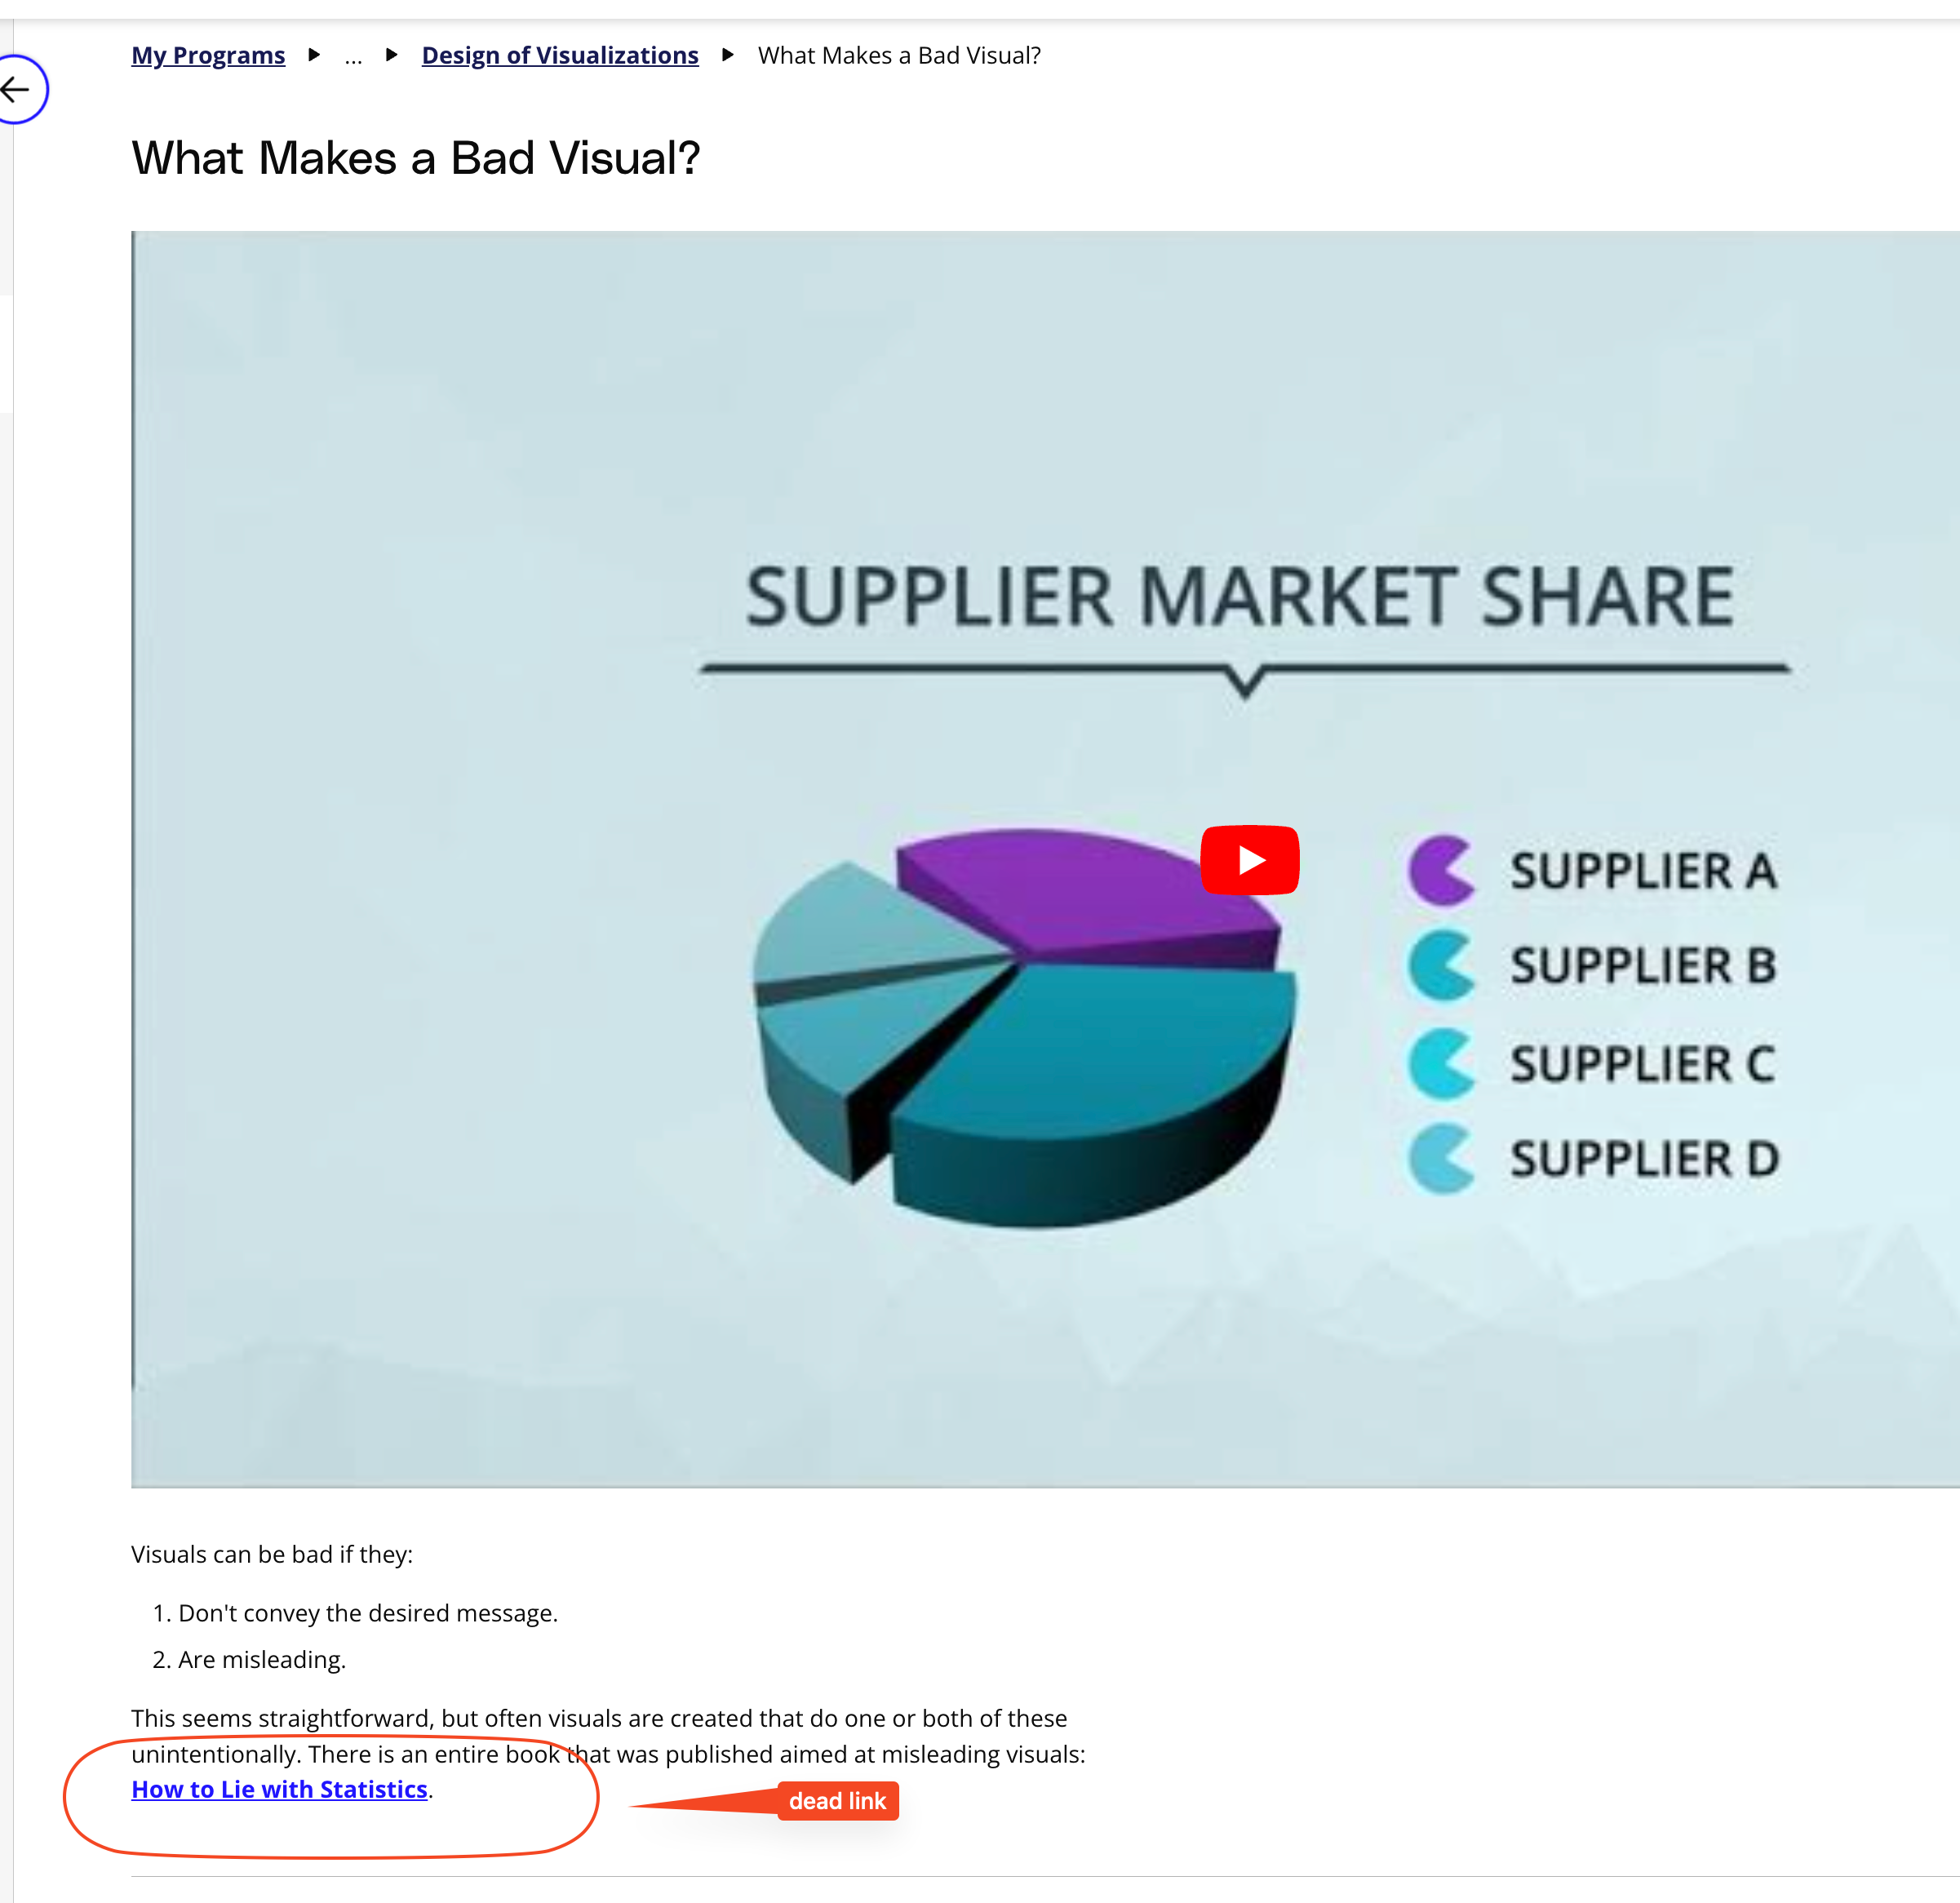 My Programs ... Design of Visualizations What Makes a Bad Visual?
What Makes a Bad Visual?
SUPPLIER MARKET SHARE
SUPPLIER A
SUPPLIER B
SUPPLIER C
SUPPLIER D
Visuals can be bad if they:
1. Don't convey the desired message.
2. Are misleading.
This seems straightforward, but often visuals are created that do one or both of these
unintentionally. There is an entire book that was published aimed at misleading visuals:
How to Lie with Statistics.
dead link